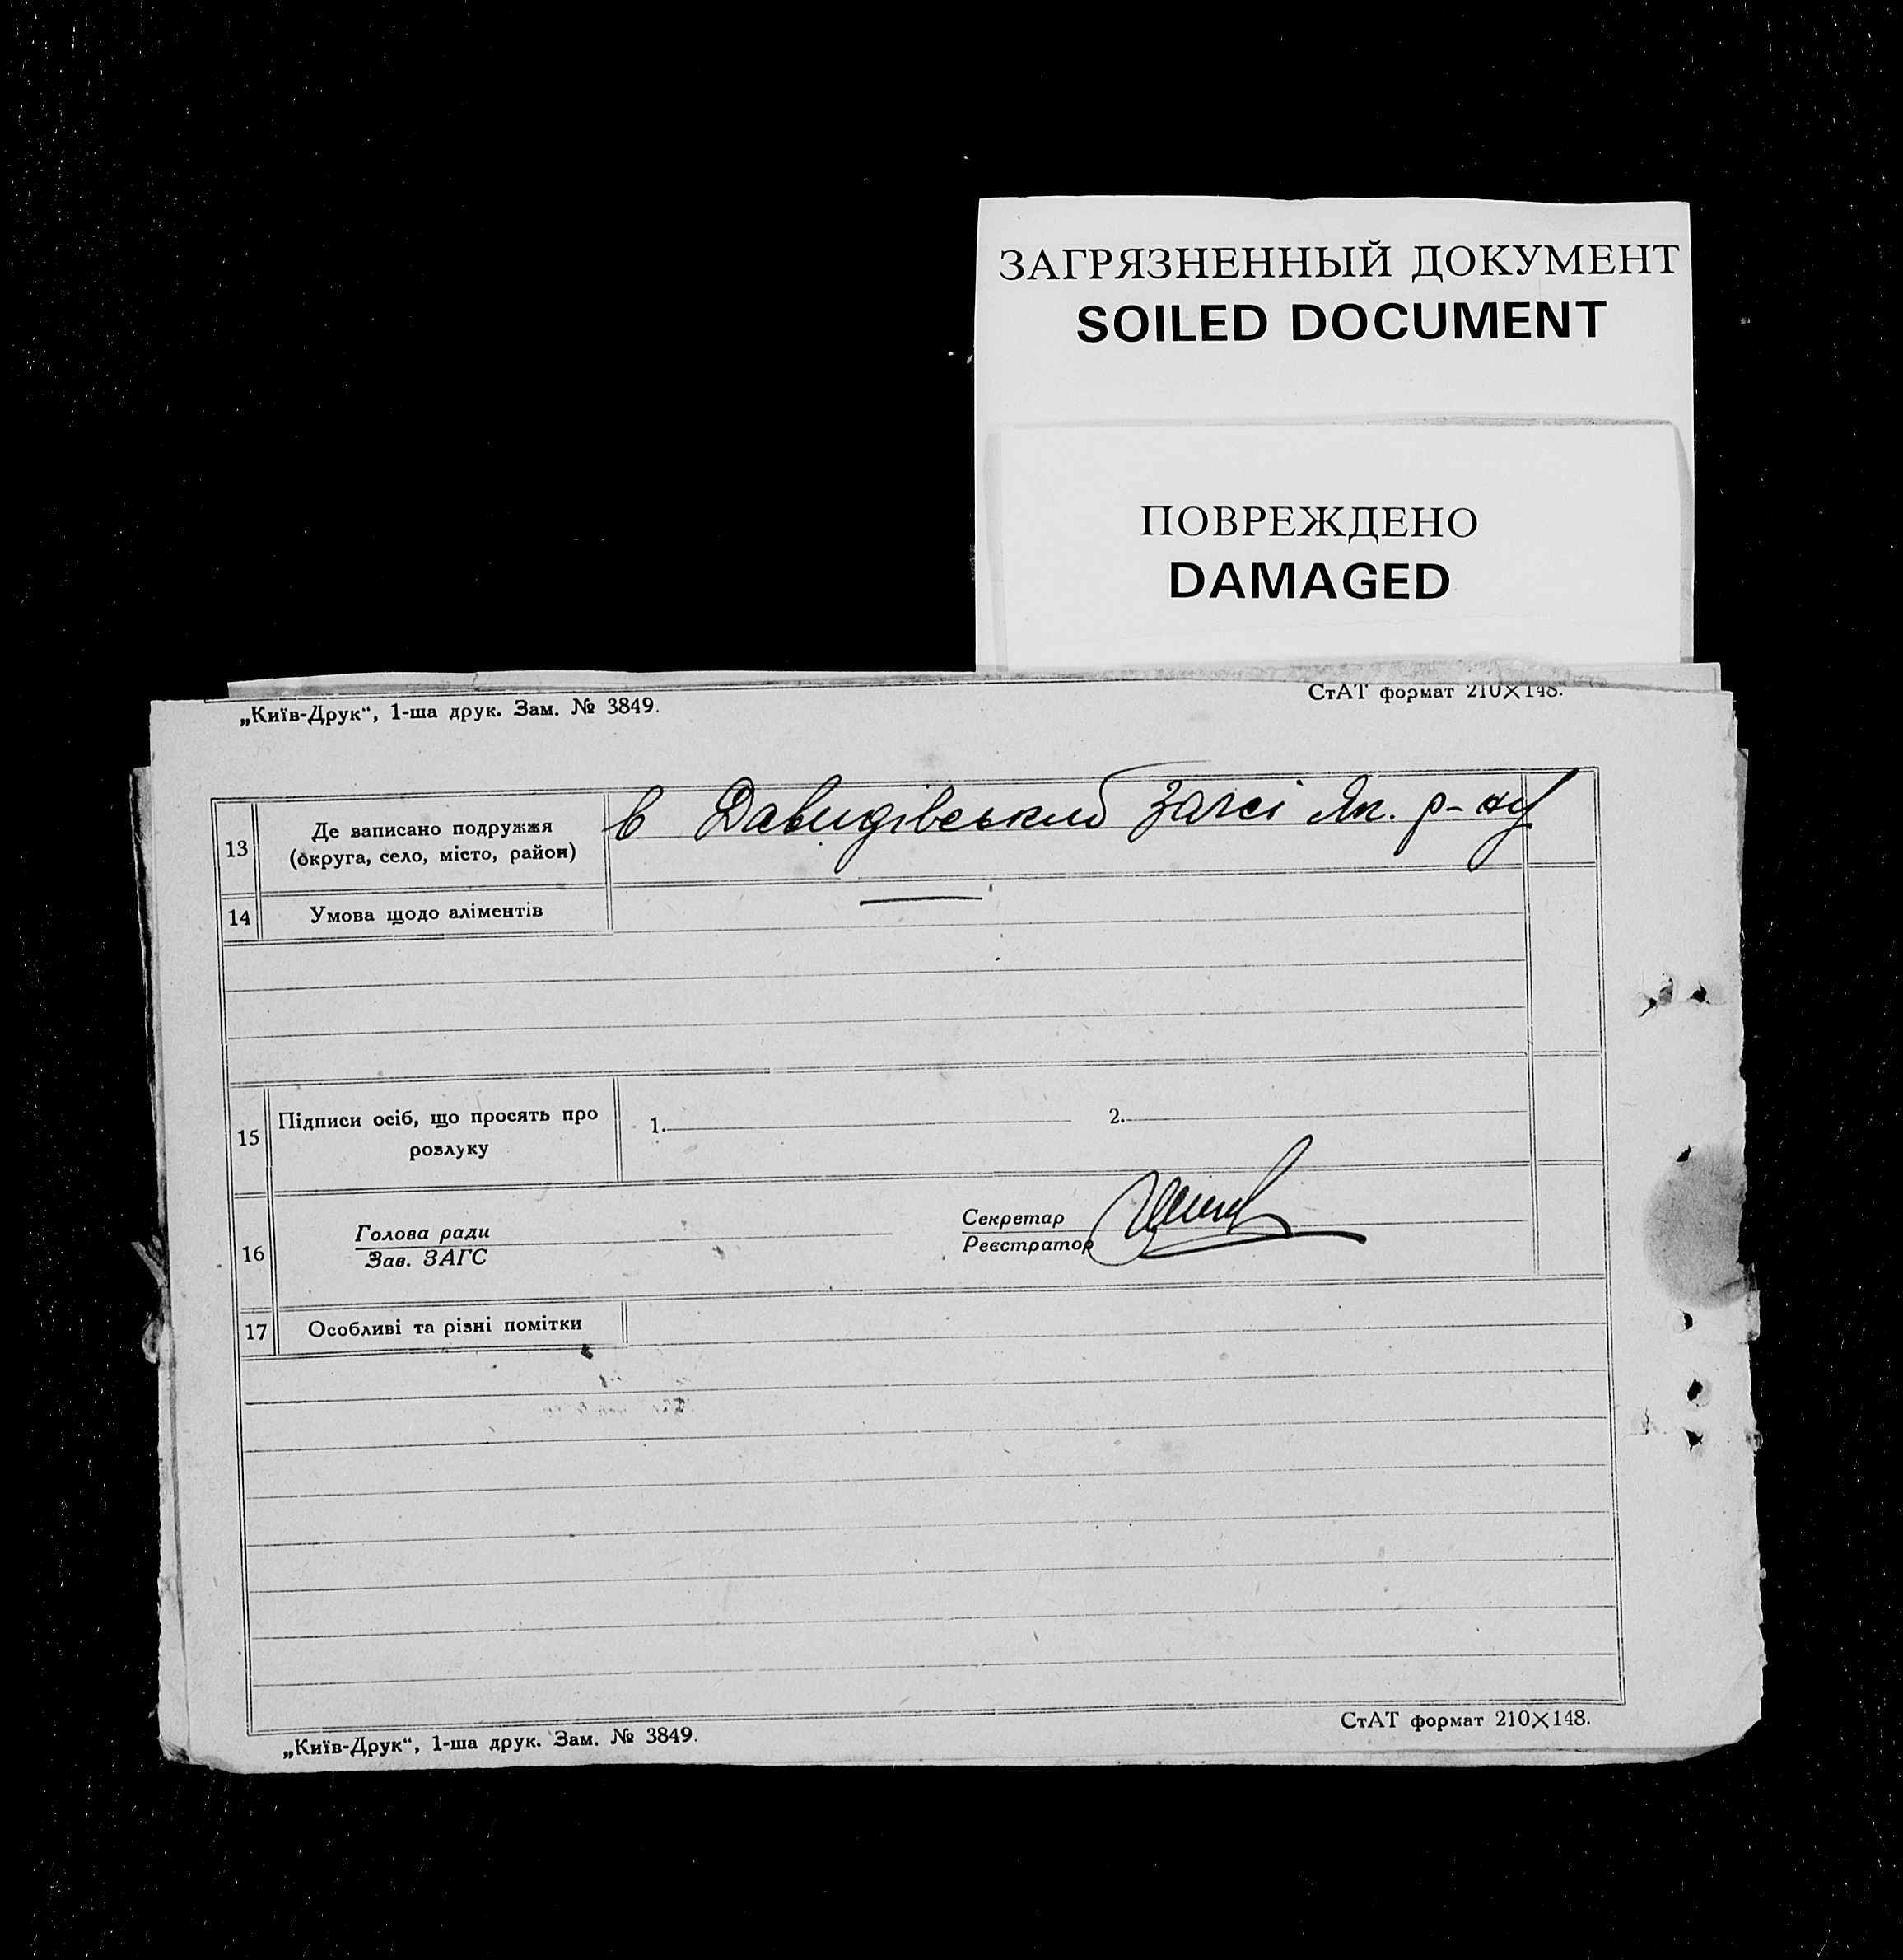 ЗАГРЯЗНЕННЫЙ ДОКУМЕНТ
SOILED DOCUMENT
ПОВРЕЖДЕНО
DAMAGED
„Київ-Друк“, 1-ша друк. Зам. № 3849.
СтАТ формат 210×148.
13
Де записано подружжя
(округа, село, місто, район)
в Давидівський загсі Як. р-ну
14
Умова щодо аліментів
15
Підписи осіб, що просять про
розлуку
1.
2.
16
Голова ради
Зав. ЗАГС
Секретар
Реєстратор
17
Особливі та різні помітки
„Київ-Друк“, 1-ша друк. Зам. № 3849.
СтАТ формат 210×148.